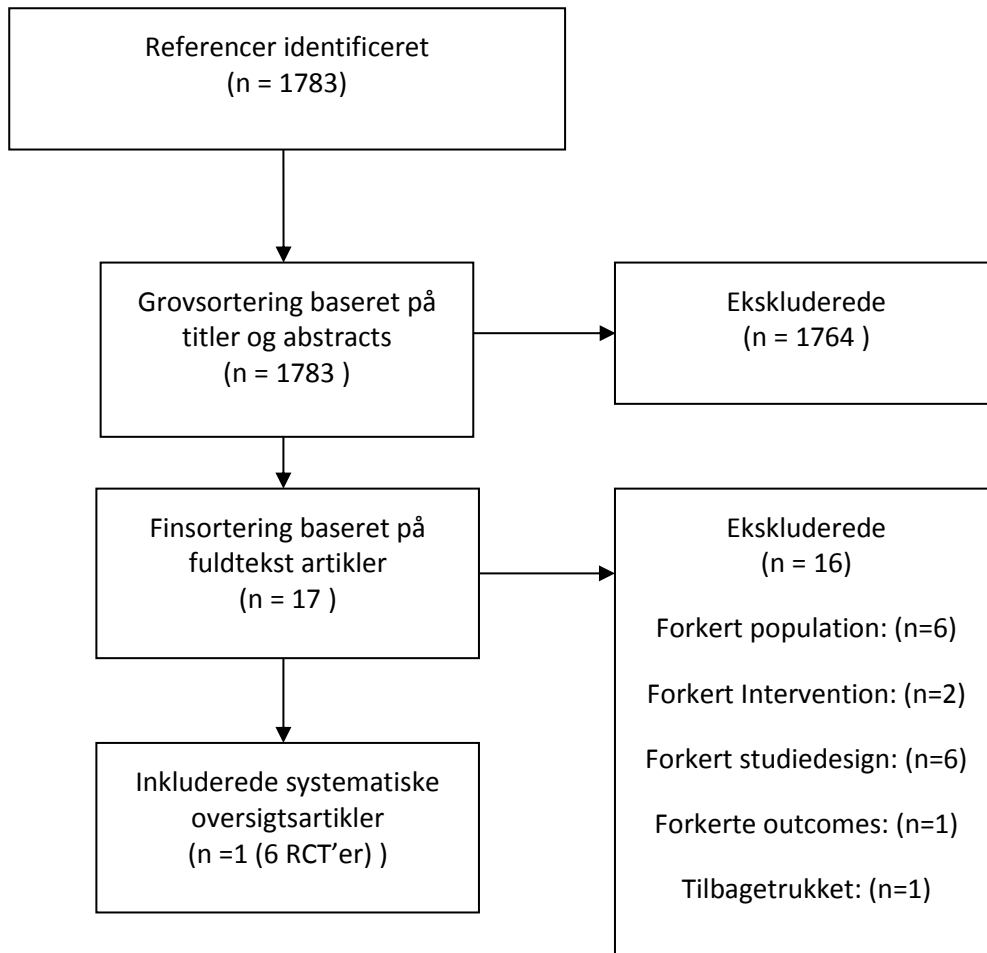 Referencer identificeret
(n = 1783)
Grovsortering baseret på
titler og abstracts
(n = 1783 )
Ekskluderede
(n = 1764 )
Finsortering baseret på
fuldtekst artikler
(n = 17 )
Ekskluderede
(n = 16)
Forkert population: (n=6)
Forkert Intervention: (n=2)
Forkert studiedesign: (n=6)
Forkerte outcomes: (n=1)
Tilbagetrukket: (n=1)
Inkluderede systematiske
oversigtsartikler
(n =1 (6 RCT’er) )